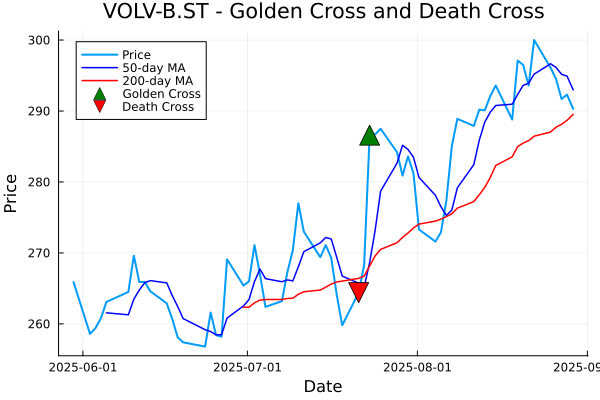 VOLV-B.ST - Golden Cross and Death Cross
300
290
280
270
260
Price
Price
50-day MA
200-day MA
Golden Cross
Death Cross
2025-06-01
2025-07-01
2025-08-01
2025-09
Date